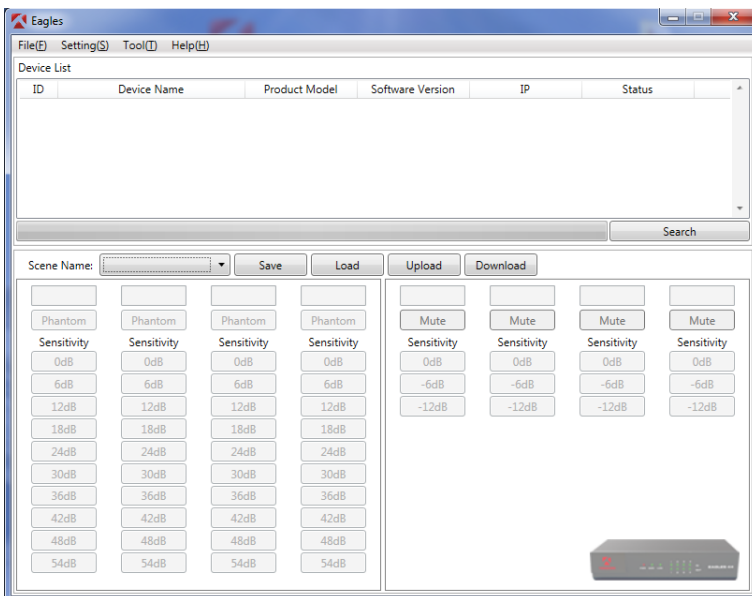 Eagles
File(F) Setting(S) Tool(T) Help(H)
Device List
ID Device Name Product Model Software Version IP Status
Search
Scene Name: Save Load Upload Download
Phantom Phantom Phantom Phantom Mute Mute Mute Mute
Sensitivity Sensitivity Sensitivity Sensitivity Sensitivity Sensitivity Sensitivity Sensitivity
0dB 0dB 0dB 0dB 0dB 0dB 0dB 0dB
6dB 6dB 6dB 6dB -6dB -6dB -6dB -6dB
12dB 12dB 12dB 12dB -12dB -12dB -12dB -12dB
18dB 18dB 18dB 18dB
24dB 24dB 24dB 24dB
30dB 30dB 30dB 30dB
36dB 36dB 36dB 36dB
42dB 42dB 42dB 42dB
48dB 48dB 48dB 48dB
54dB 54dB 54dB 54dB